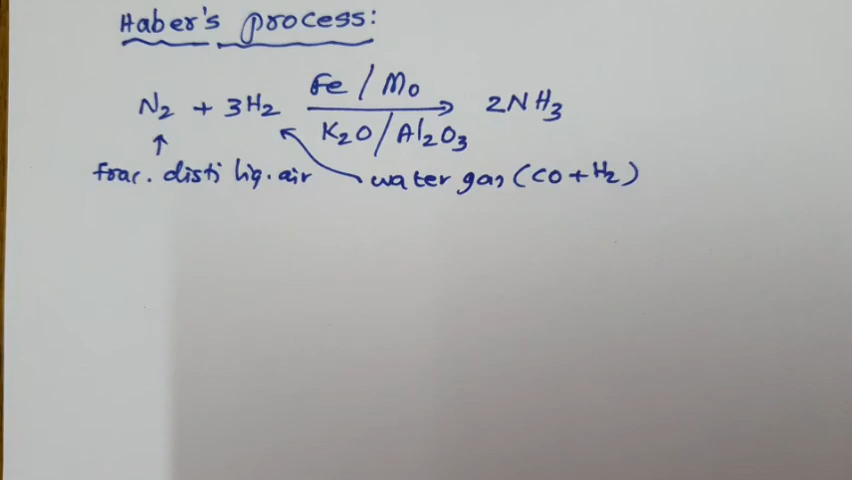 Haber's process:
Fe / Mo
N2 + 3H2 → 2NH3
K2O / Al2O3
↑
frac. disti liq. air water gas (CO + H2)